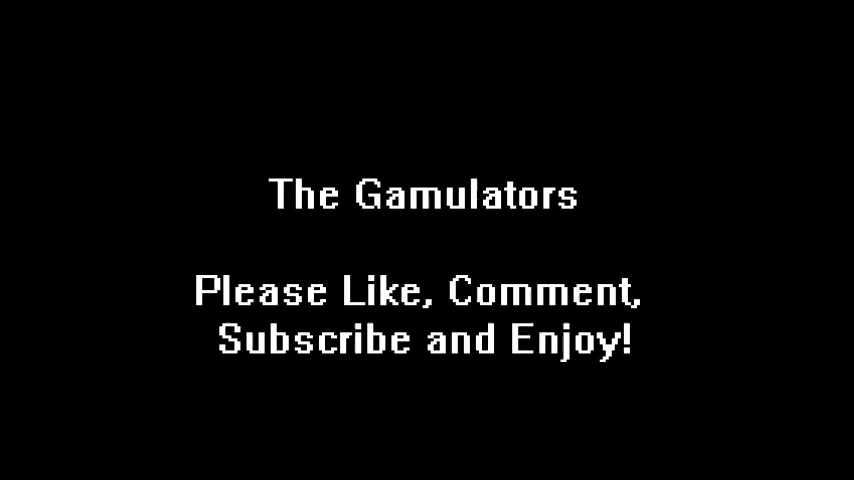 The Gamulators
Please Like, Comment,
Subscribe and Enjoy!